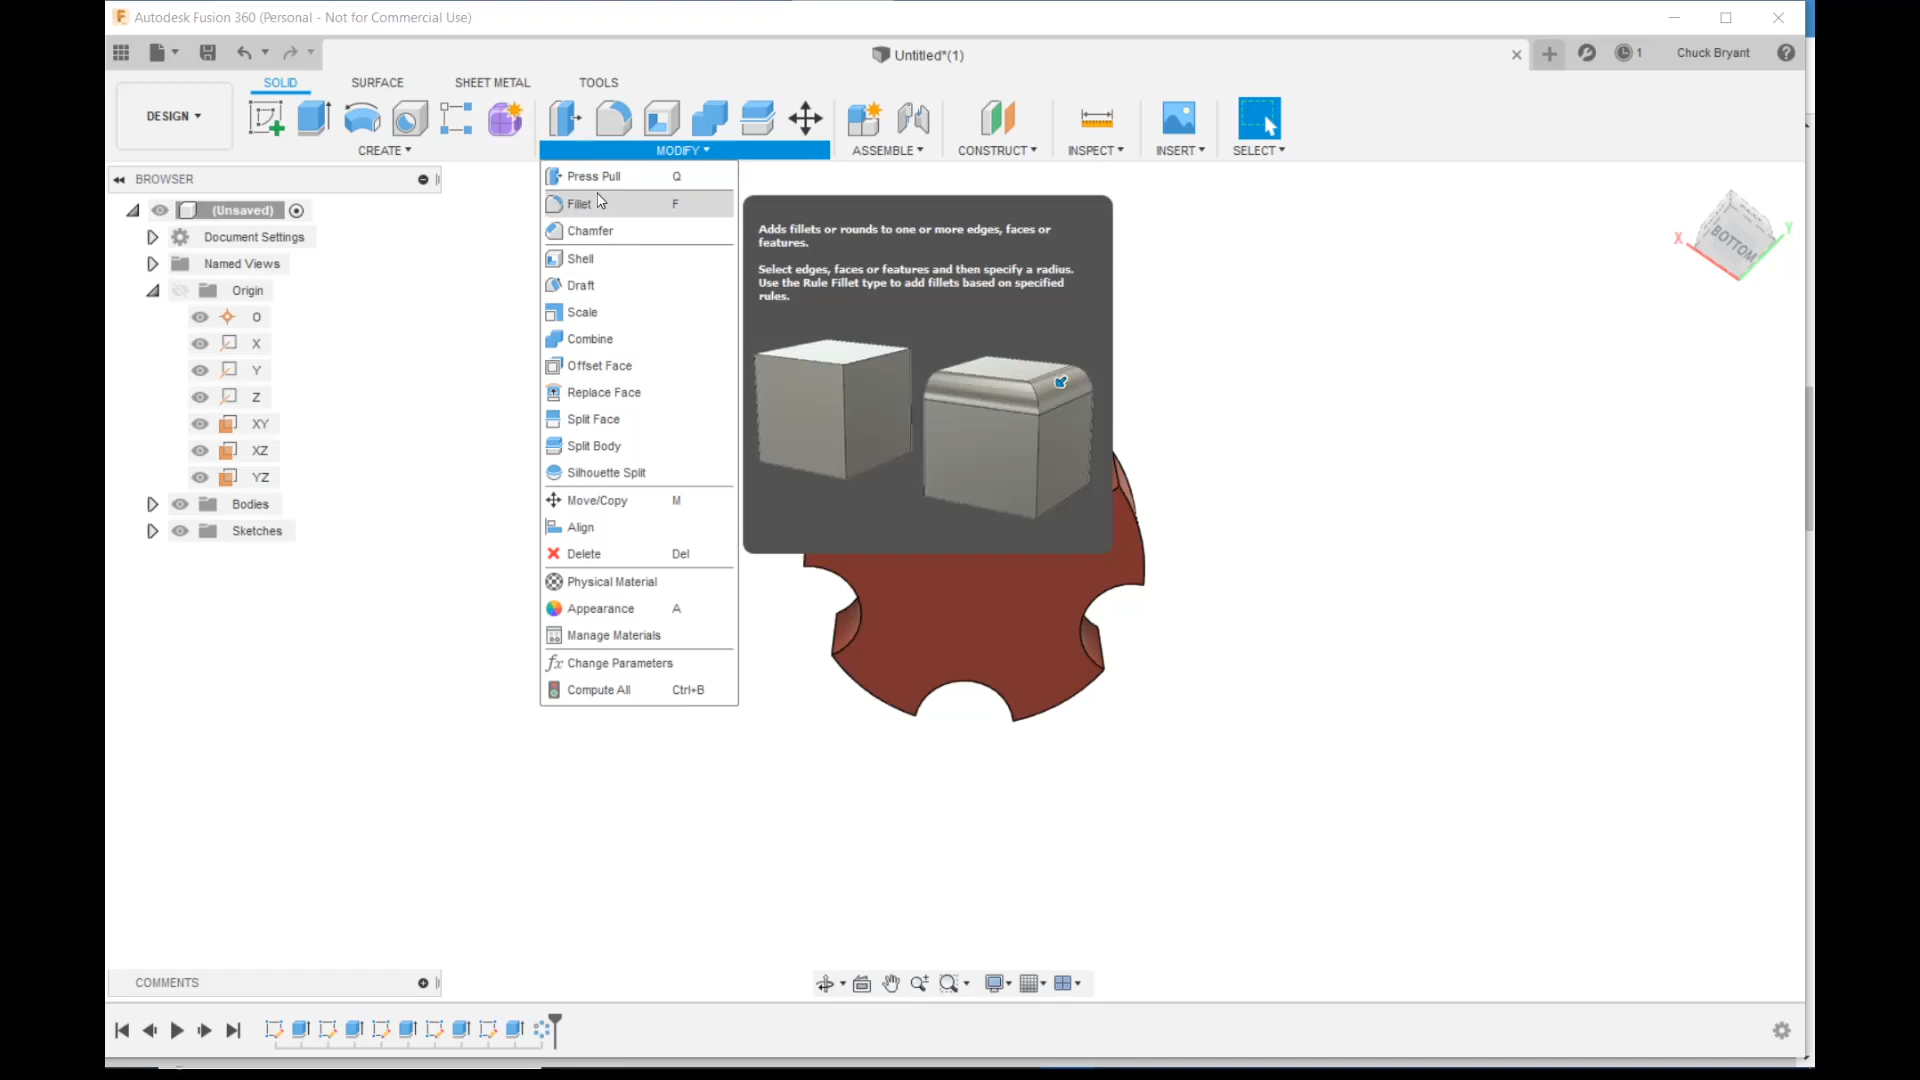 Autodesk Fusion 360 (Personal - Not for Commercial Use)
Untitled*(1)
1
Chuck Bryant
DESIGN
SOLID
SURFACE
SHEET METAL
TOOLS
CREATE
MODIFY
ASSEMBLE
CONSTRUCT
INSPECT
INSERT
SELECT
BROWSER
(Unsaved)
Document Settings
Named Views
Origin
O
X
Y
Z
XY
XZ
YZ
Bodies
Sketches
Press Pull Q
Fillet F
Chamfer
Shell
Draft
Scale
Combine
Offset Face
Replace Face
Split Face
Split Body
Silhouette Split
Move/Copy M
Align
Delete Del
Physical Material
Appearance A
Manage Materials
fx Change Parameters
Compute All Ctrl+B
Adds fillets or rounds to one or more edges, faces or
features.
Select edges, faces or features and then specify a radius.
Use the Rule Fillet type to add fillets based on specified
rules.
X
Y
BOTTOM
COMMENTS